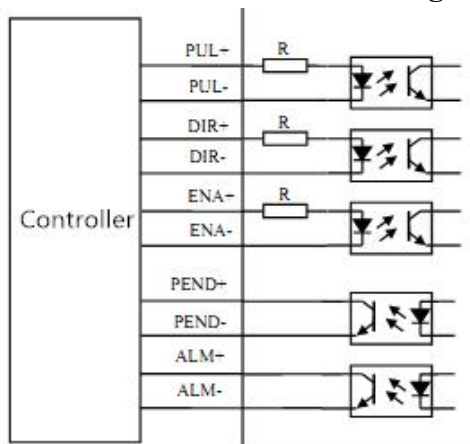 PUL+
R
PUL-
DIR+
R
DIR-
ENA+
R
Controller
ENA-
PEND+
PEND-
ALM+
ALM-